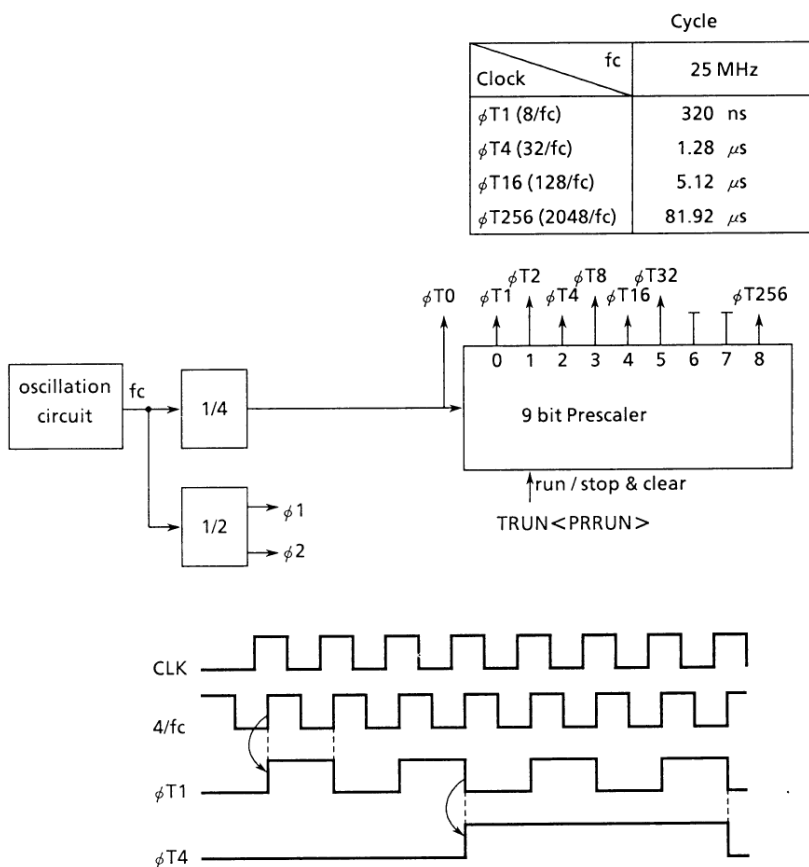 Cycle
fc
Clock
25 MHz
ϕT1 (8/fc) 320 ns
ϕT4 (32/fc) 1.28 μs
ϕT16 (128/fc) 5.12 μs
ϕT256 (2048/fc) 81.92 μs
ϕT2 ϕT8 ϕT32
ϕT0 ϕT1 ϕT4 ϕT16 ϕT256
0 1 2 3 4 5 6 7 8
oscillation
circuit
fc
1/4
9 bit Prescaler
run / stop & clear
TRUN<PRRUN>
1/2
ϕ1
ϕ2
CLK
4/fc
ϕT1
ϕT4